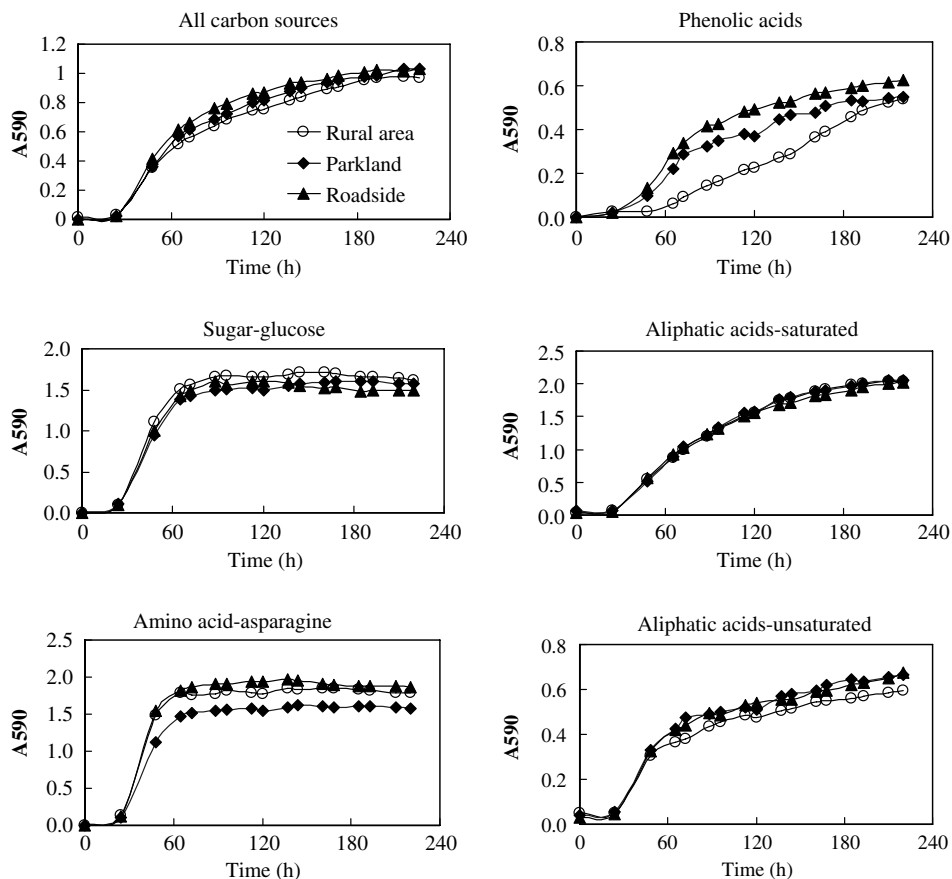 All carbon sources
A590
1.2
1
0.8
0.6
0.4
0.2
0
Rural area
Parkland
Roadside
0 60 120 180 240
Time (h)
Phenolic acids
A590
0.8
0.6
0.4
0.2
0.0
0 60 120 180 240
Time (h)
Sugar-glucose
A590
2.0
1.5
1.0
0.5
0.0
0 60 120 180 240
Time (h)
Aliphatic acids-saturated
A590
2.5
2.0
1.5
1.0
0.5
0.0
0 60 120 180 240
Time (h)
Amino acid-asparagine
A590
2.5
2.0
1.5
1.0
0.5
0.0
0 60 120 180 240
Time (h)
Aliphatic acids-unsaturated
A590
0.8
0.6
0.4
0.2
0.0
0 60 120 180 240
Time (h)